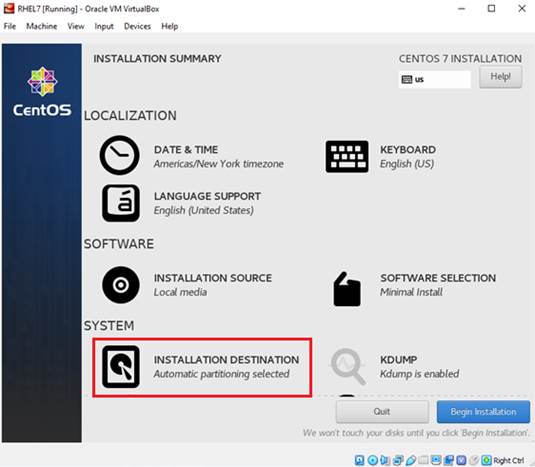 RHEL7 [Running] - Oracle VM VirtualBox
File Machine View Input Devices Help
CentOS
INSTALLATION SUMMARY
CENTOS 7 INSTALLATION
us
Help!
LOCALIZATION
DATE & TIME
Americas/New York timezone
KEYBOARD
English (US)
LANGUAGE SUPPORT
English (United States)
SOFTWARE
INSTALLATION SOURCE
Local media
SOFTWARE SELECTION
Minimal Install
SYSTEM
INSTALLATION DESTINATION
Automatic partitioning selected
KDUMP
Kdump is enabled
Quit
Begin Installation
We won't touch your disks until you click 'Begin Installation'.
Right Ctrl